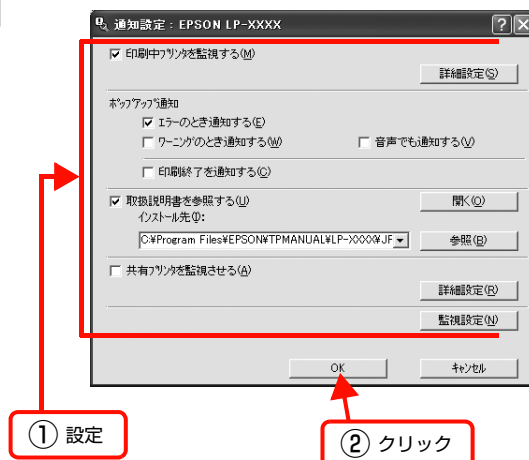 通知設定：EPSON LP-XXXX
印刷中プリンタを監視する(M)
詳細設定(S)
ポップアップ通知
エラーのとき通知する(E)
ワーニングのとき通知する(W) 音声でも通知する(V)
印刷終了を通知する(C)
取扱説明書を参照する(U) 開く(O)
インストール先(I):
C:¥Program Files¥EPSON¥TPMANUAL¥LP-XXXX¥JF 参照(B)
共有プリンタを監視させる(A)
詳細設定(R)
監視設定(N)
OK キャンセル
① 設定
② クリック